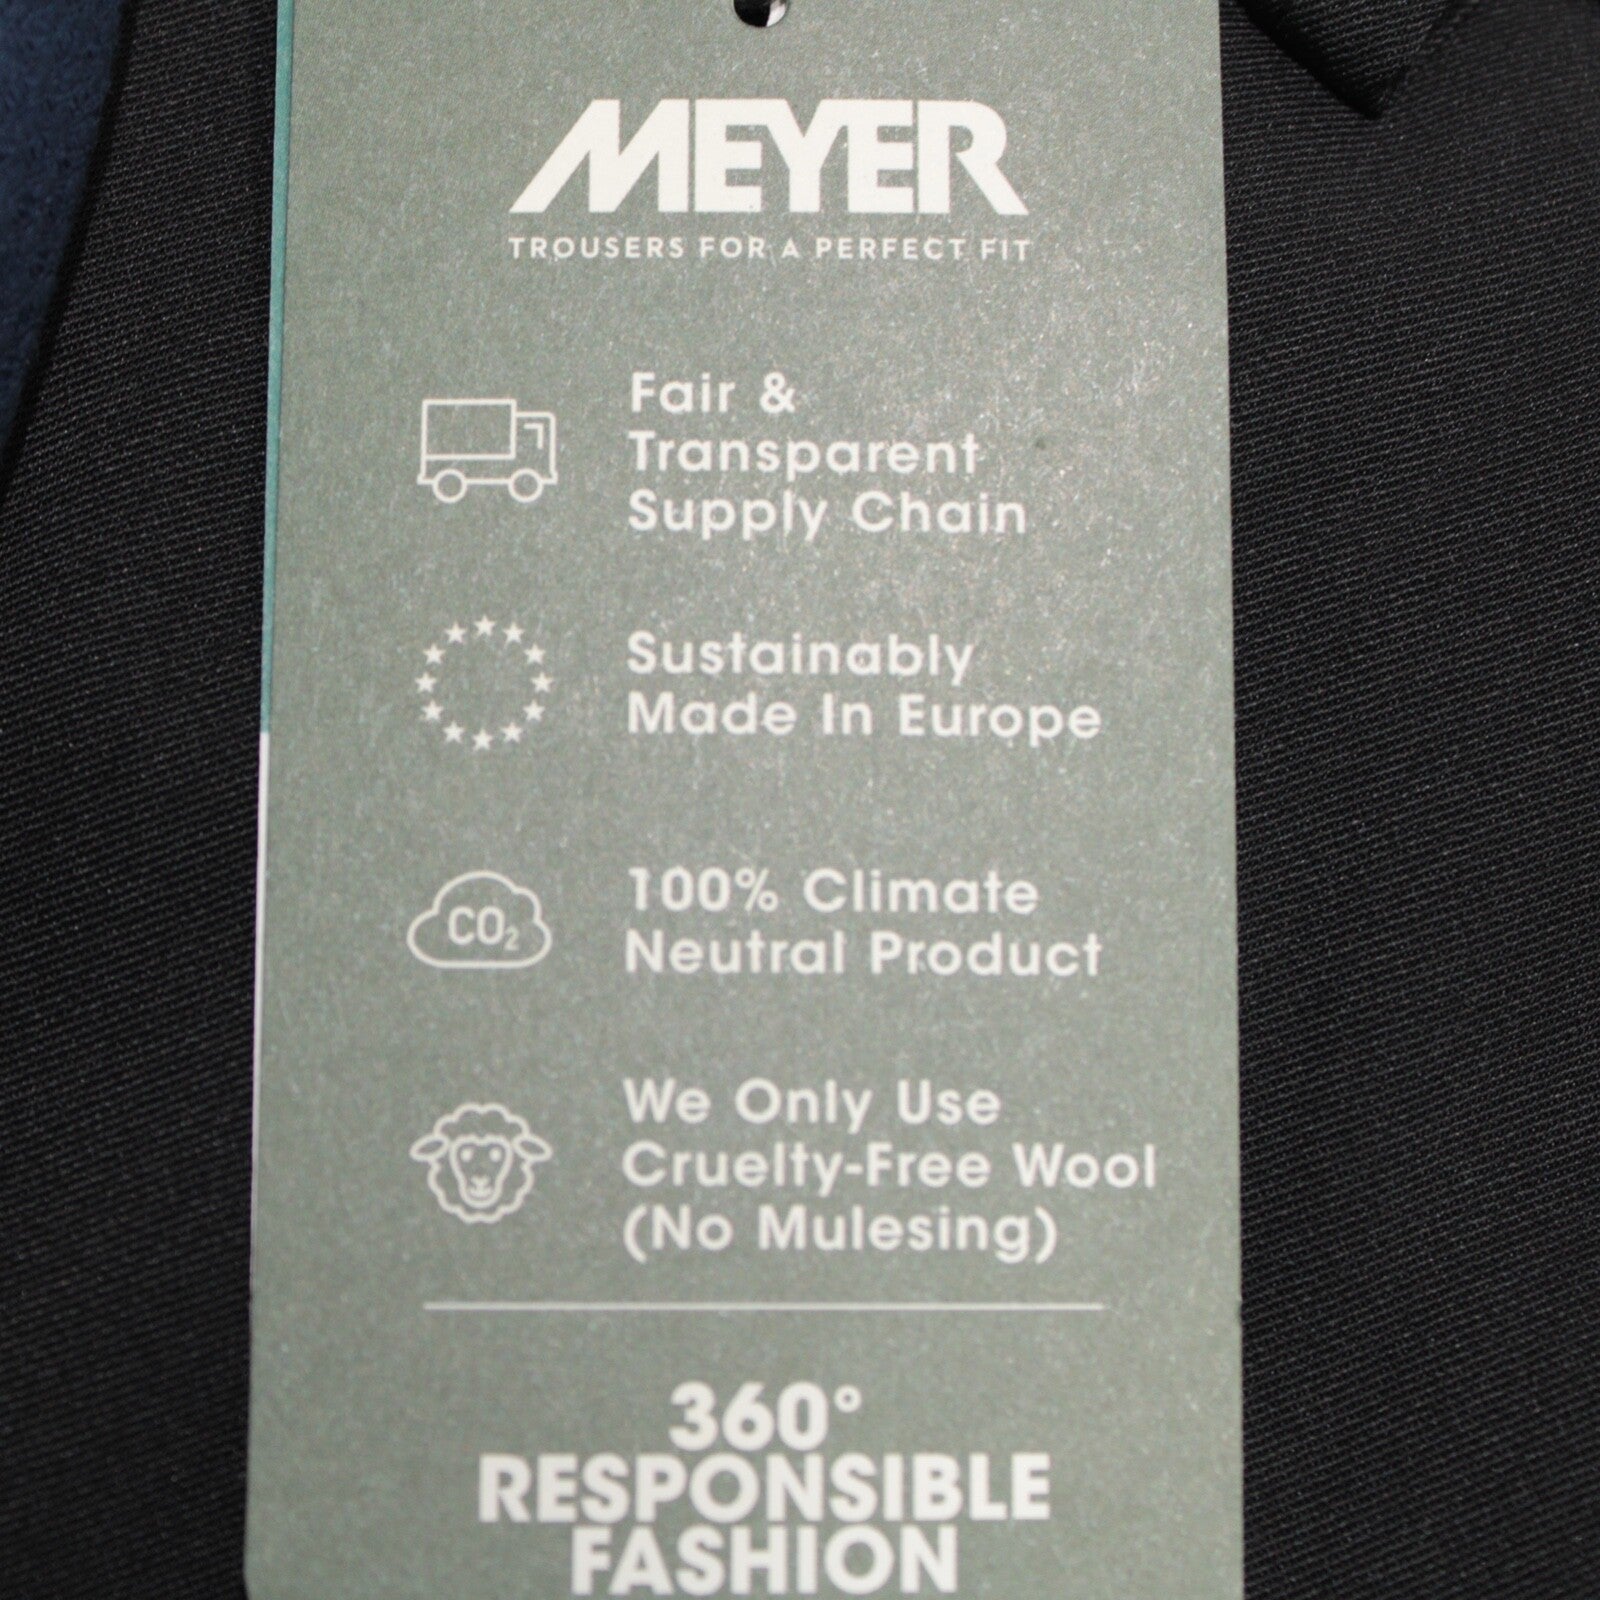 MEYER
TROUSERS FOR A PERFECT FIT
Fair &
Transparent
Supply Chain
Sustainably
Made In Europe
CO₂
100% Climate
Neutral Product
We Only Use
Cruelty-Free Wool
(No Mulesing)
360°
RESPONSIBLE
FASHION